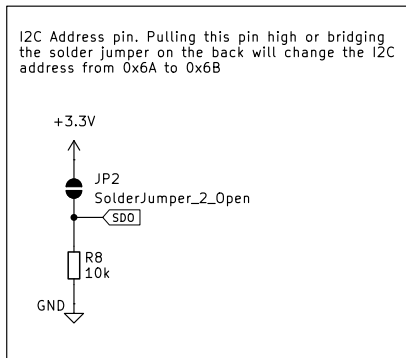 I2C Address pin. Pulling this pin high or bridging
the solder jumper on the back will change the I2C
address from 0x6A to 0x6B
+3.3V
JP2
SolderJumper_2_Open
SDO
R8
10k
GND